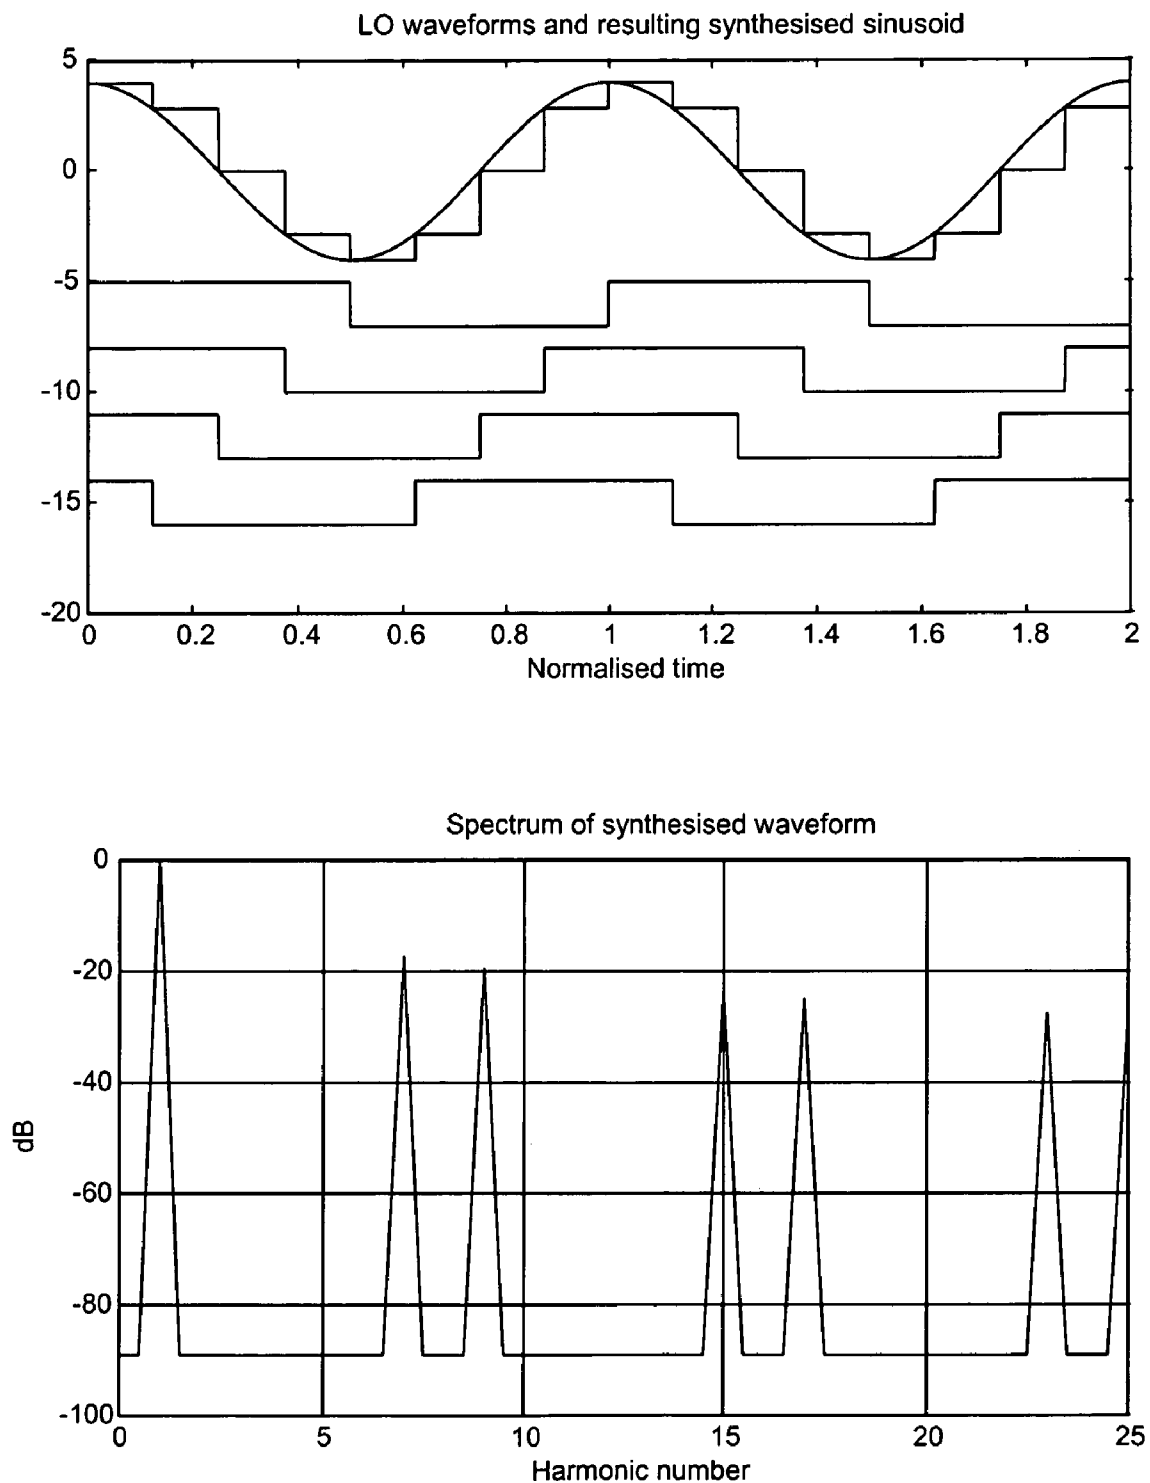 LO waveforms and resulting synthesised sinusoid
5
0
-5
-10
-15
-20
0 0.2 0.4 0.6 0.8 1 1.2 1.4 1.6 1.8 2
Normalised time
Spectrum of synthesised waveform
0
-20
-40
-60
-80
-100
dB
0 5 10 15 20 25
Harmonic number